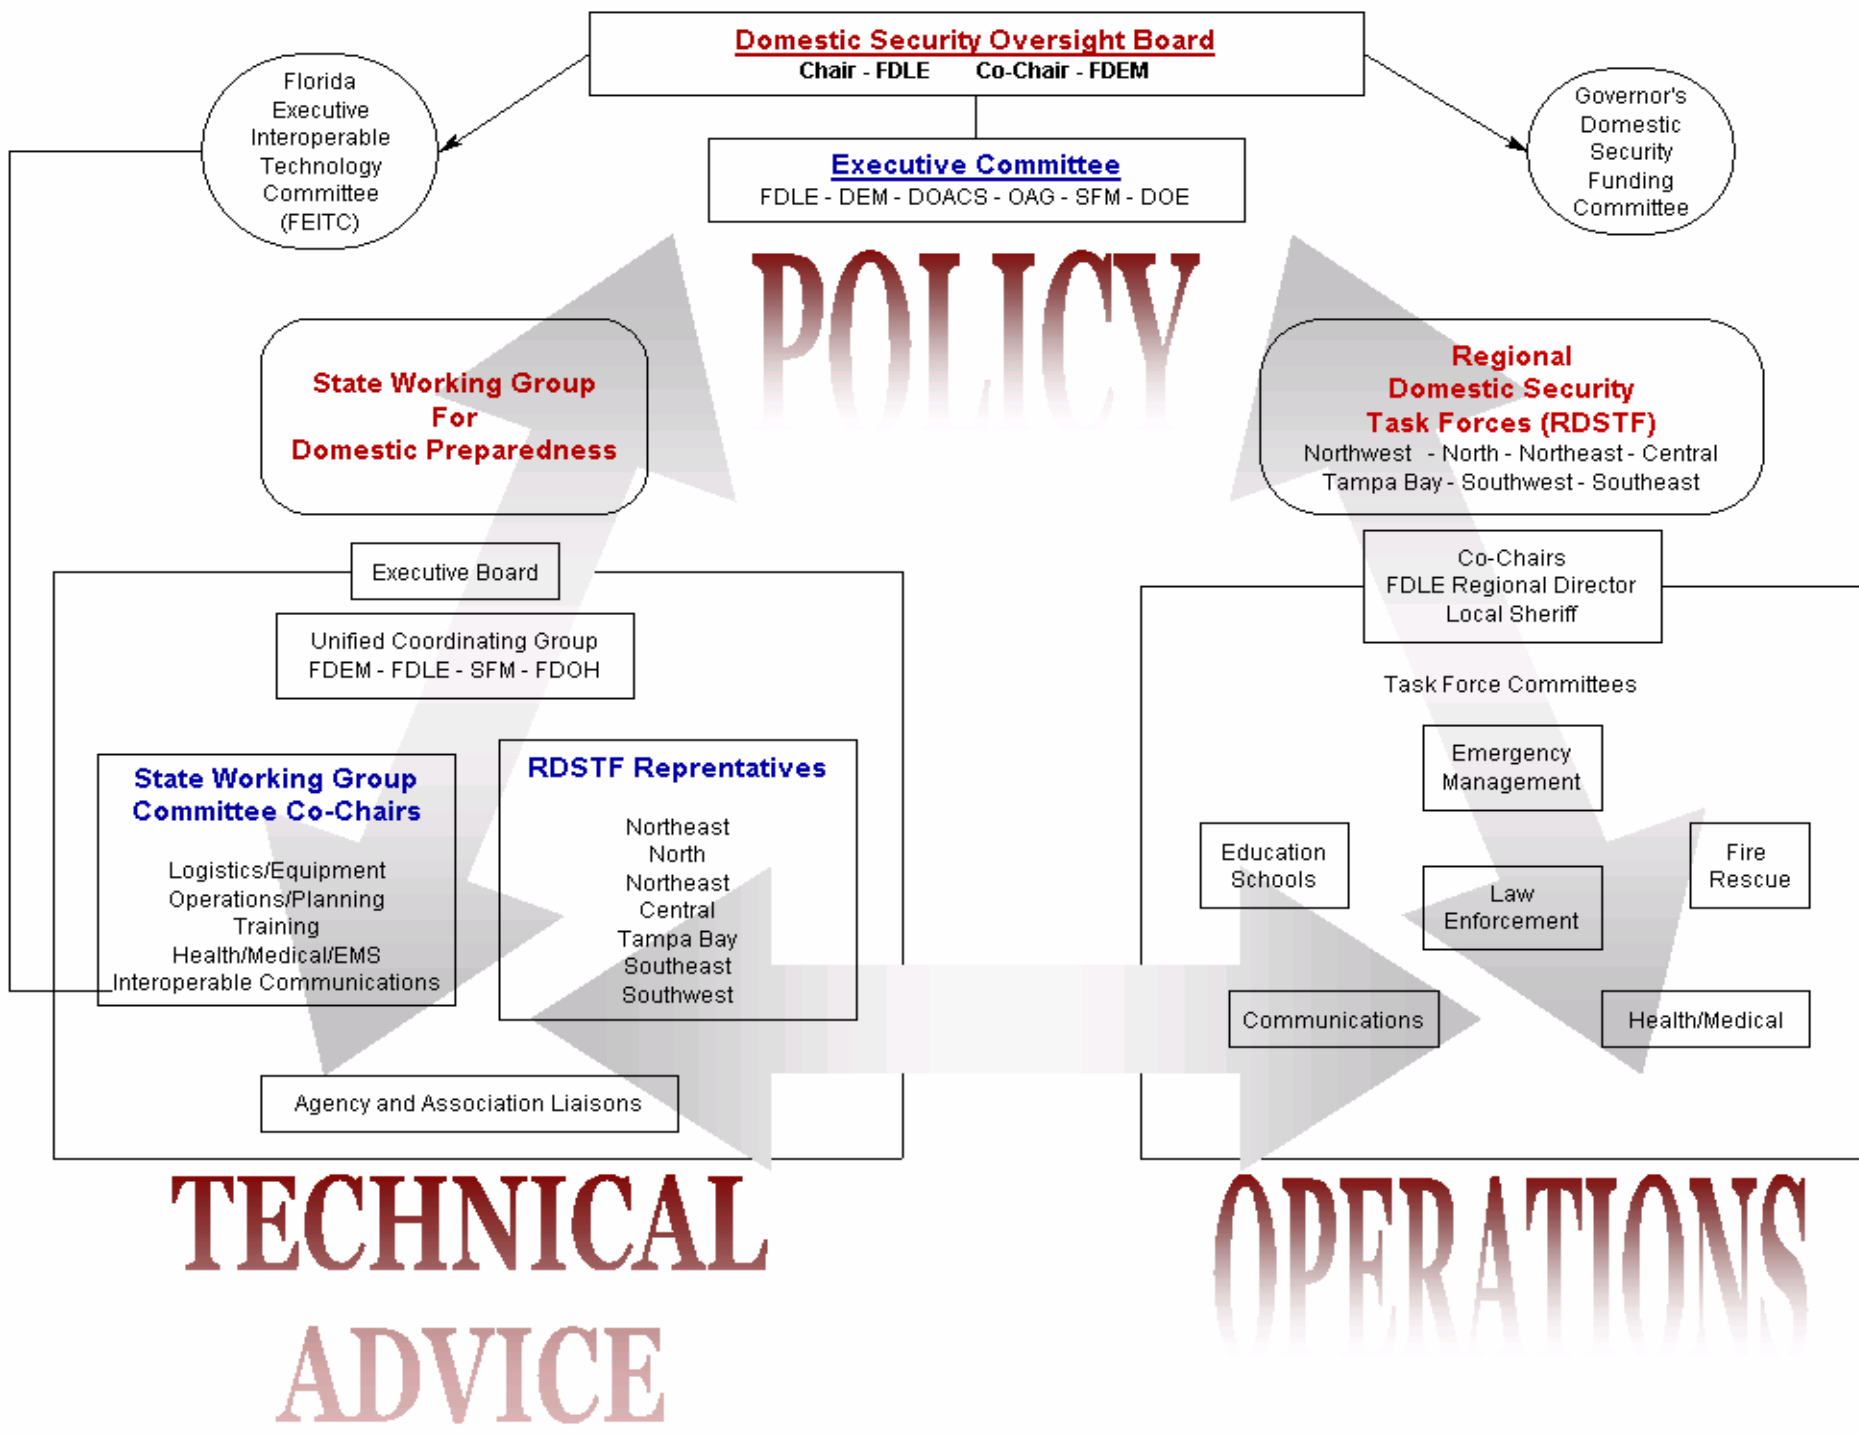 Domestic Security Oversight Board
Chair - FDLE Co-Chair - FDEM
Florida
Executive
Interoperable
Technology
Committee
(FEITC)
Executive Committee
FDLE - DEM - DOACS - OAG - SFM - DOE
Governor's
Domestic
Security
Funding
Committee
POLICY
State Working Group
For
Domestic Preparedness
Regional
Domestic Security
Task Forces (RDSTF)
Northwest - North - Northeast - Central
Tampa Bay - Southwest - Southeast
Executive Board
Unified Coordinating Group
FDEM - FDLE - SFM - FDOH
State Working Group
Committee Co-Chairs
Logistics/Equipment
Operations/Planning
Training
Health/Medical/EMS
Interoperable Communications
RDSTF Reprentatives
Northeast
North
Northeast
Central
Tampa Bay
Southeast
Southwest
Agency and Association Liaisons
Co-Chairs
FDLE Regional Director
Local Sheriff
Task Force Committees
Emergency
Management
Education
Schools
Fire
Rescue
Law
Enforcement
Communications
Health/Medical
TECHNICAL
ADVICE
OPERATIONS